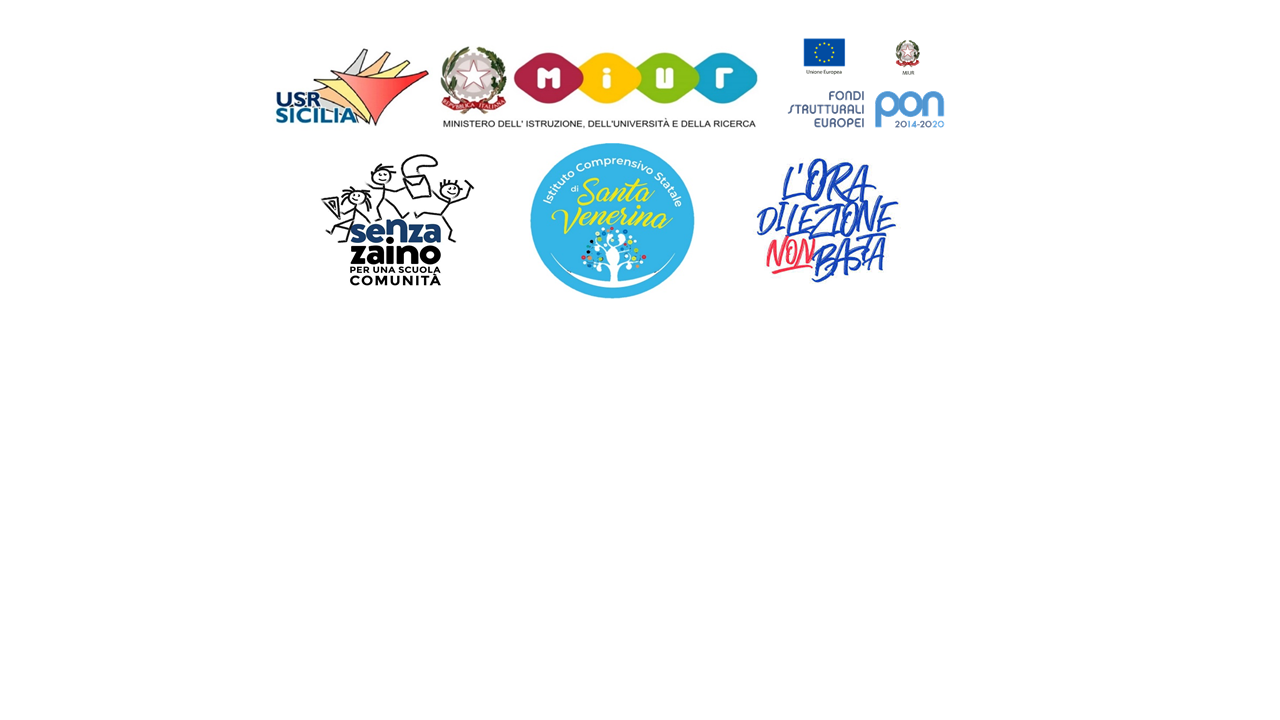 USR
SICILIA
REPUBBLICA ITALIANA
MIUR
MINISTERO DELL' ISTRUZIONE, DELL'UNIVERSITÀ E DELLA RICERCA
Unione Europea
MIUR
FONDI
STRUTTURALI
EUROPEI
pon
2014-2020
senza
zaino
PER UNA SCUOLA
COMUNITÀ
Istituto Comprensivo Statale
di Santa
Venerina
L'ORA
DI LEZIONE
NON BASTA